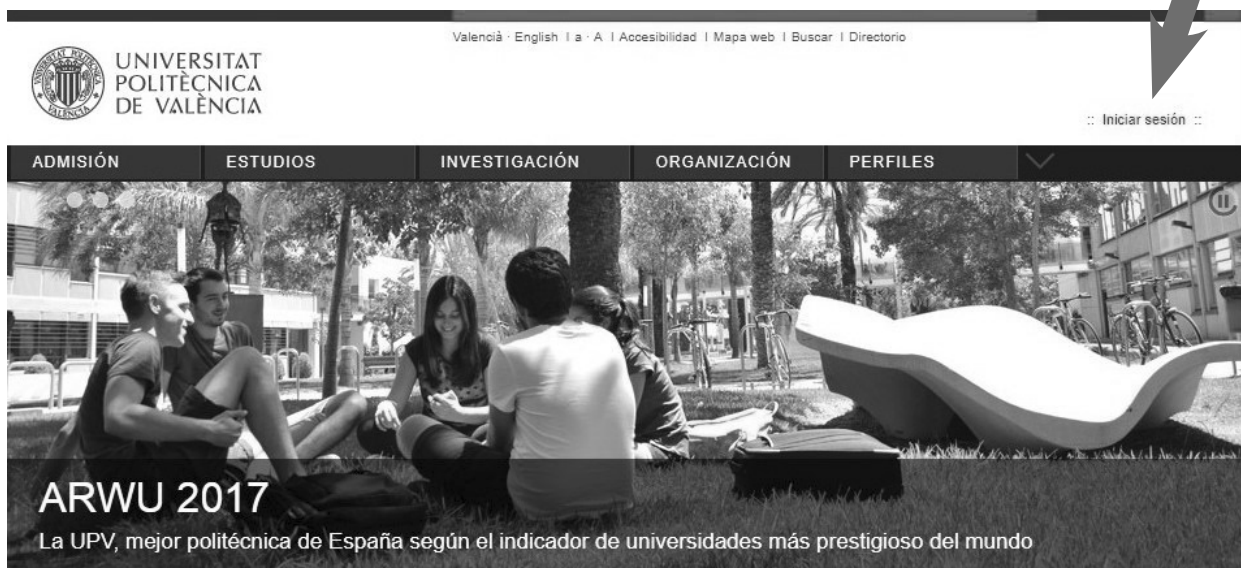 Valencià · English | a · A | Accesibilidad | Mapa web | Buscar | Directorio
UNIVERSITAT
POLITÈCNICA
DE VALÈNCIA
:: Iniciar sesión ::
ADMISIÓN ESTUDIOS INVESTIGACIÓN ORGANIZACIÓN PERFILES
ARWU 2017
La UPV, mejor politécnica de España según el indicador de universidades más prestigioso del mundo